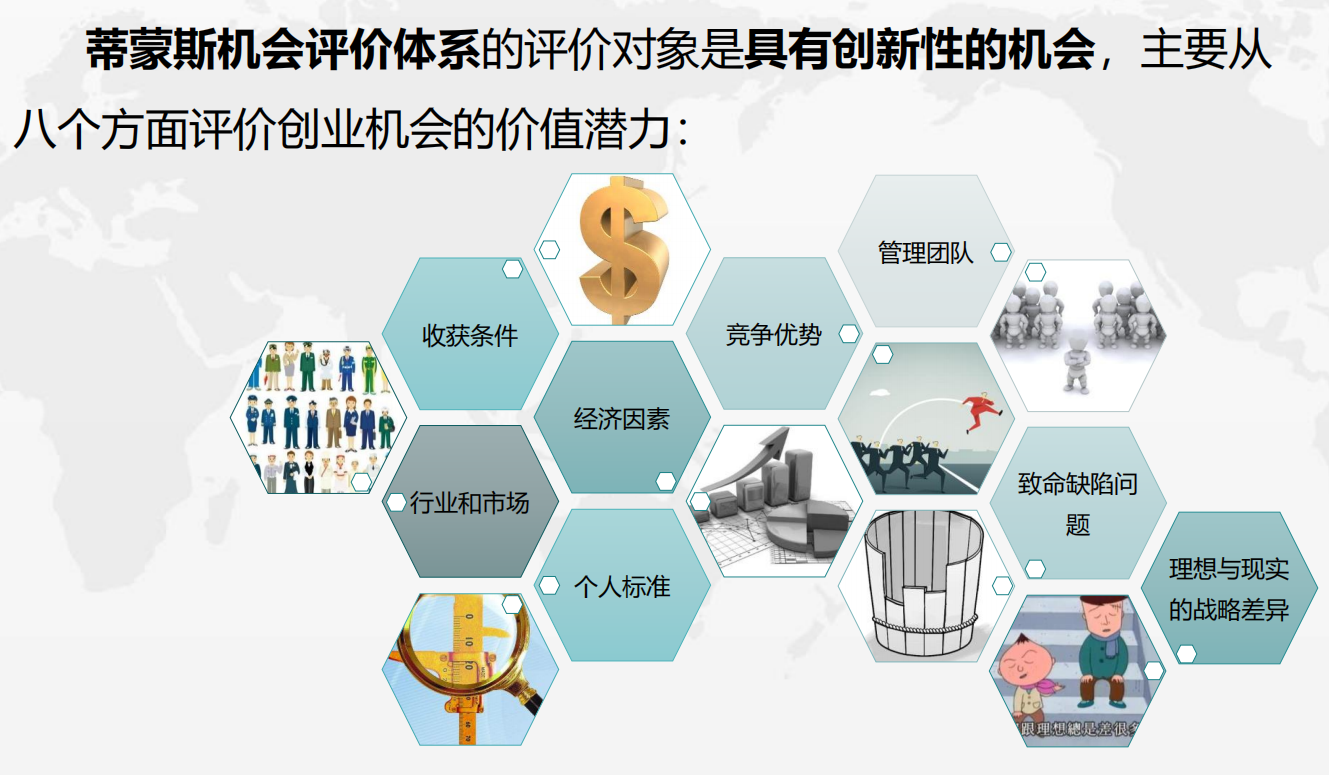 蒂蒙斯机会评价体系的评价对象是具有创新性的机会，主要从
八个方面评价创业机会的价值潜力：
管理团队
收获条件
竞争优势
经济因素
行业和市场
致命缺陷问
题
个人标准
理想与现实
的战略差异
跟理想總是差很多